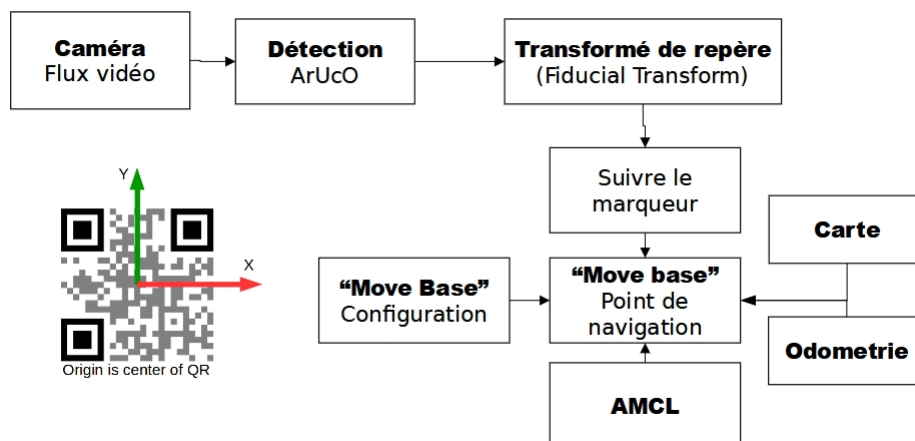 Caméra
Flux vidéo
Détection
ArUcO
Transformé de repère
(Fiducial Transform)
Suivre le
marqueur
Carte
“Move Base”
Configuration
“Move base”
Point de
navigation
Odometrie
AMCL
Y
X
Origin is center of QR